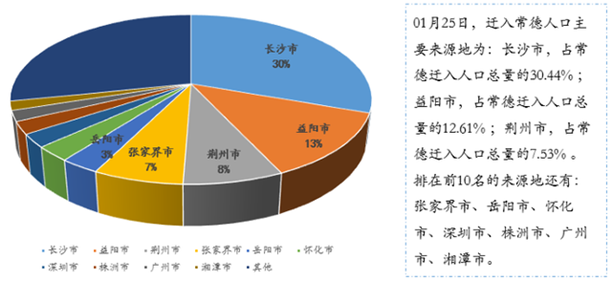 长沙市
30%
益阳市
13%
荆州市
8%
张家界市
7%
岳阳市
3%
长沙市 益阳市 荆州市 张家界市 岳阳市 怀化市
深圳市 株洲市 广州市 湘潭市 其他
01月25日，迁入常德人口主
要来源地为：长沙市，占常
德迁入人口总量的30.44%；
益阳市，占常德迁入人口总
量的12.61%；荆州市，占常
德迁入人口总量的7.53%。
排在前10名的来源地还有：
张家界市、岳阳市、怀化
市、深圳市、株洲市、广州
市、湘潭市。